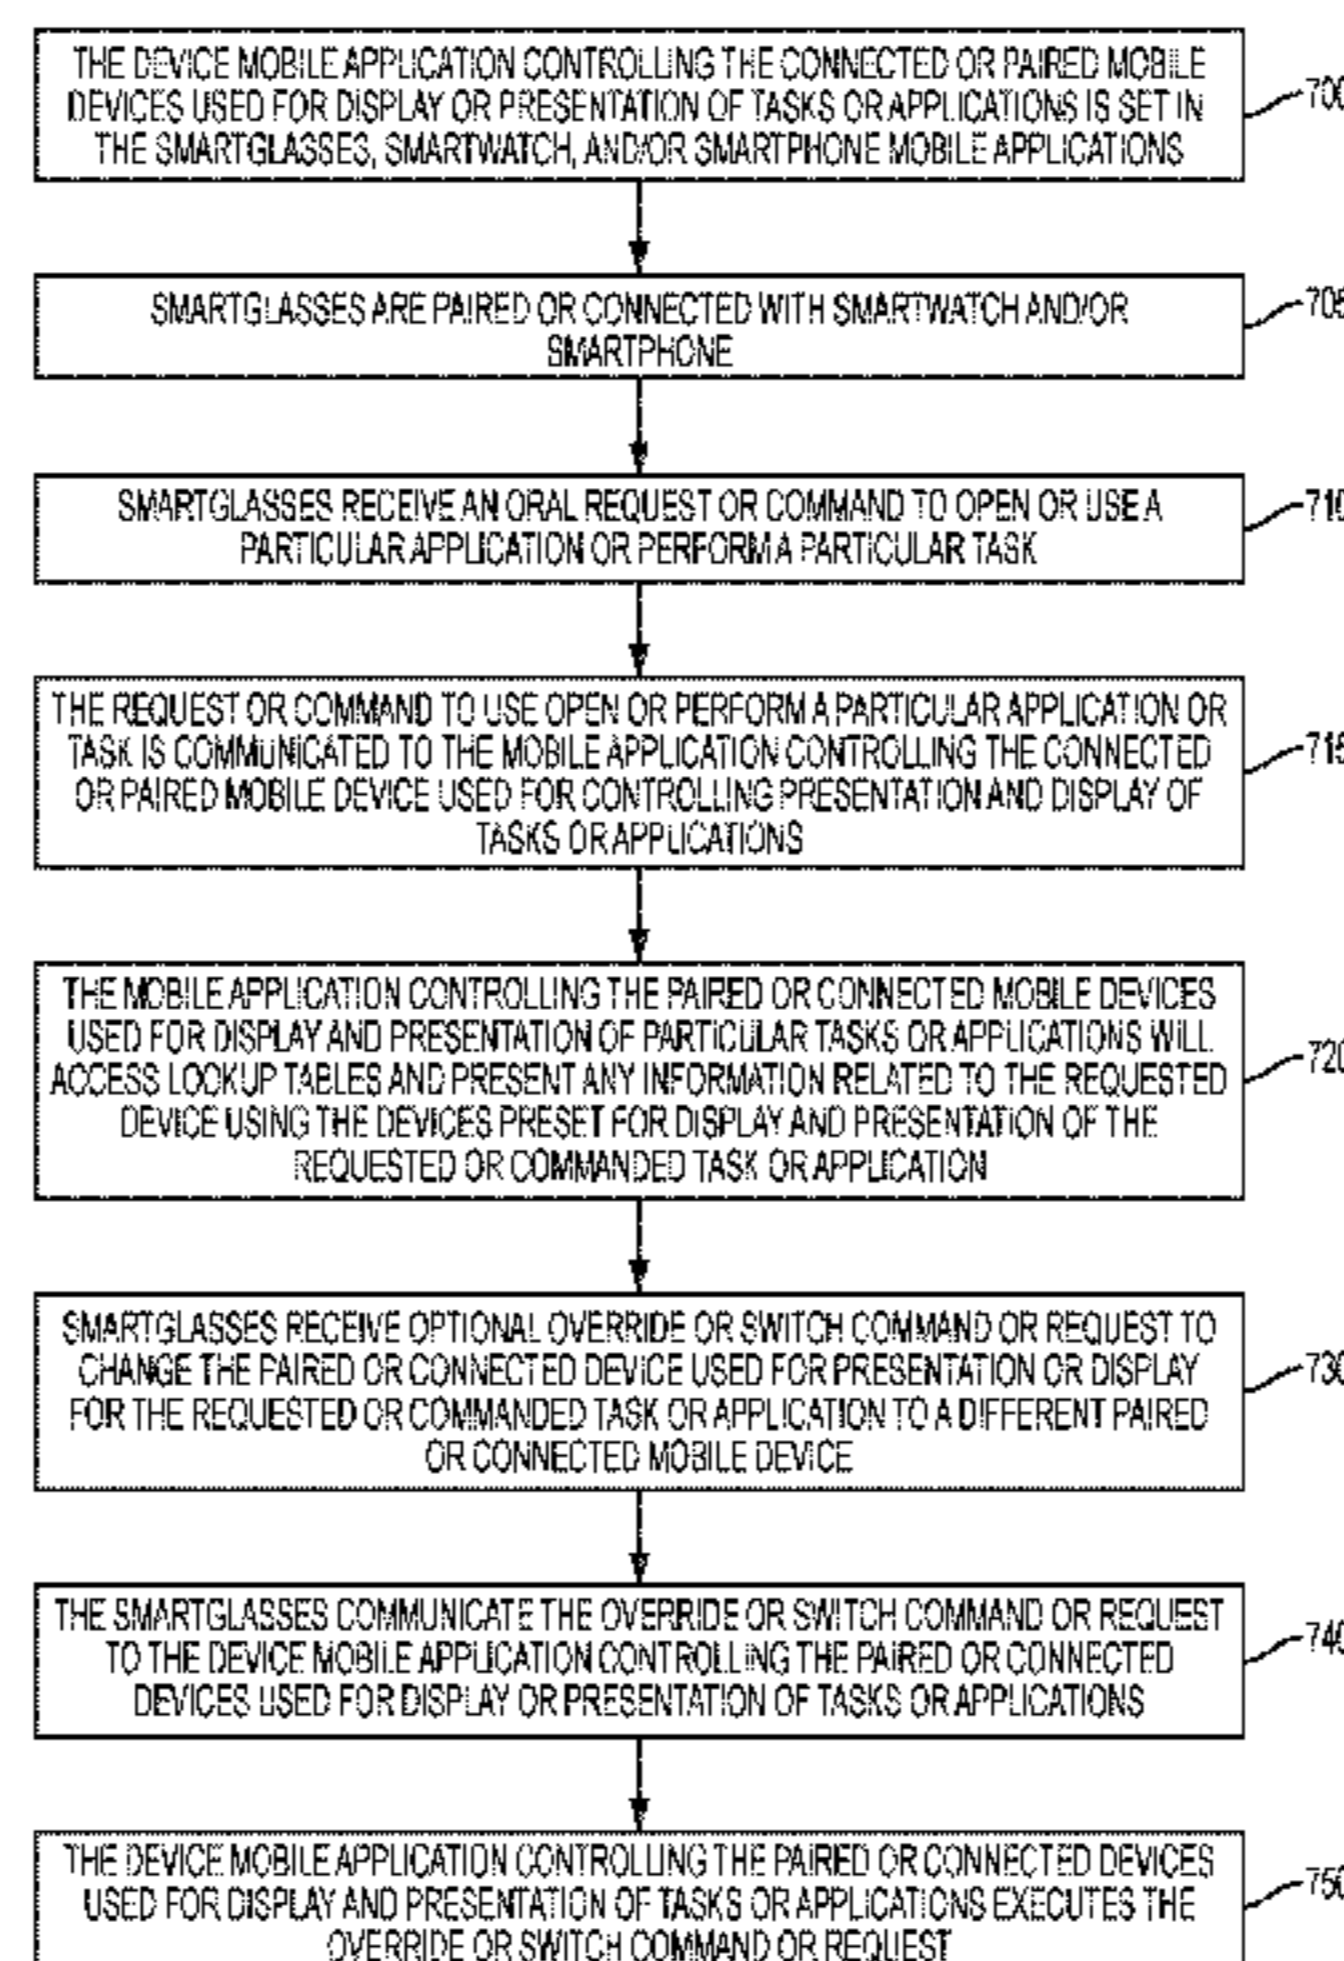 THE DEVICE MOBILE APPLICATION CONTROLLING THE CONNECTED OR PAIRED MOBILE
DEVICES USED FOR DISPLAY OR PRESENTATION OF TASKS OR APPLICATIONS IS SET IN
THE SMARTGLASSES, SMARTWATCH, AND/OR SMARTPHONE MOBILE APPLICATIONS
700
SMARTGLASSES ARE PAIRED OR CONNECTED WITH SMARTWATCH AND/OR
SMARTPHONE
705
SMARTGLASSES RECEIVE AN ORAL REQUEST OR COMMAND TO OPEN OR USE A
PARTICULAR APPLICATION OR PERFORM A PARTICULAR TASK
710
THE REQUEST OR COMMAND TO USE OPEN OR PERFORM A PARTICULAR APPLICATION OR
TASK IS COMMUNICATED TO THE MOBILE APPLICATION CONTROLLING THE CONNECTED
OR PAIRED MOBILE DEVICE USED FOR CONTROLLING PRESENTATION AND DISPLAY OF
TASKS OR APPLICATIONS
715
THE MOBILE APPLICATION CONTROLLING THE PAIRED OR CONNECTED MOBILE DEVICES
USED FOR DISPLAY AND PRESENTATION OF PARTICULAR TASKS OR APPLICATIONS WILL
ACCESS LOOKUP TABLES AND PRESENT ANY INFORMATION RELATED TO THE REQUESTED
DEVICE USING THE DEVICES PRESET FOR DISPLAY AND PRESENTATION OF THE
REQUESTED OR COMMANDED TASK OR APPLICATION
720
SMARTGLASSES RECEIVE OPTIONAL OVERRIDE OR SWITCH COMMAND OR REQUEST TO
CHANGE THE PAIRED OR CONNECTED DEVICE USED FOR PRESENTATION OR DISPLAY
FOR THE REQUESTED OR COMMANDED TASK OR APPLICATION TO A DIFFERENT PAIRED
OR CONNECTED MOBILE DEVICE
730
THE SMARTGLASSES COMMUNICATE THE OVERRIDE OR SWITCH COMMAND OR REQUEST
TO THE DEVICE MOBILE APPLICATION CONTROLLING THE PAIRED OR CONNECTED
DEVICES USED FOR DISPLAY OR PRESENTATION OF TASKS OR APPLICATIONS
740
THE DEVICE MOBILE APPLICATION CONTROLLING THE PAIRED OR CONNECTED DEVICES
USED FOR DISPLAY AND PRESENTATION OF TASKS OR APPLICATIONS EXECUTES THE
OVERRIDE OR SWITCH COMMAND OR REQUEST
750